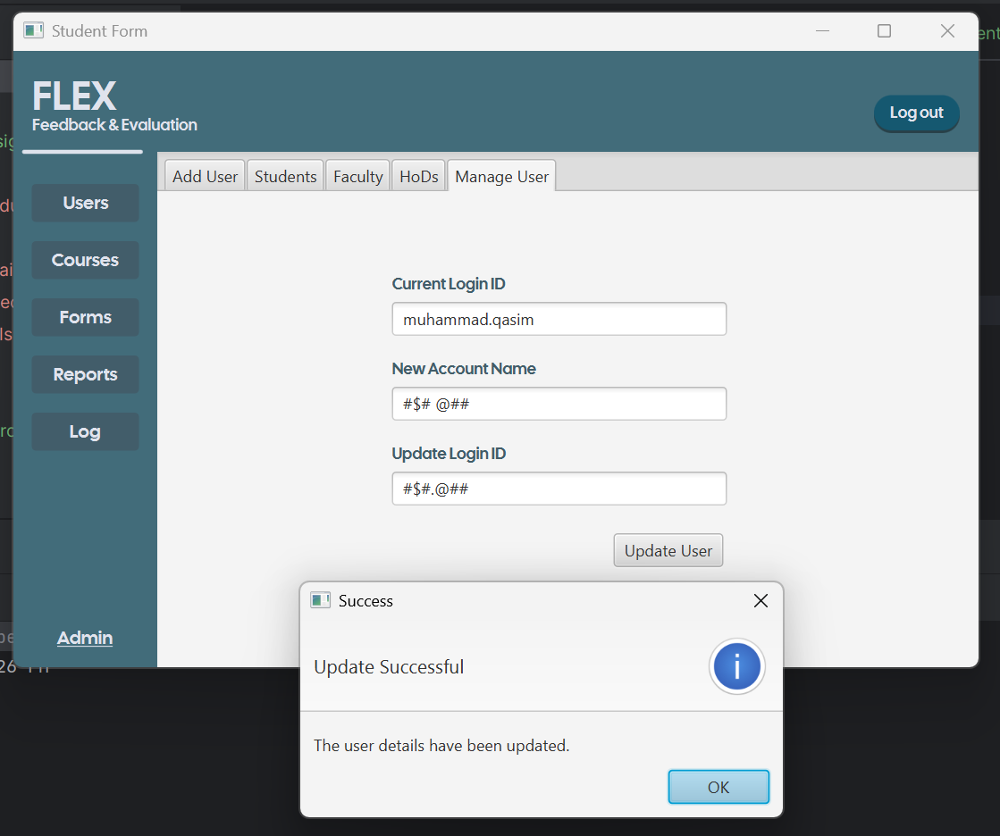 Student Form
FLEX
Feedback & Evaluation
Log out
Add User Students Faculty HoDs Manage User
Users
Courses
Forms
Reports
Log
Admin
Current Login ID
muhammad.qasim
New Account Name
#$# @##
Update Login ID
#$#.@##
Update User
Success
Update Successful
i
The user details have been updated.
OK